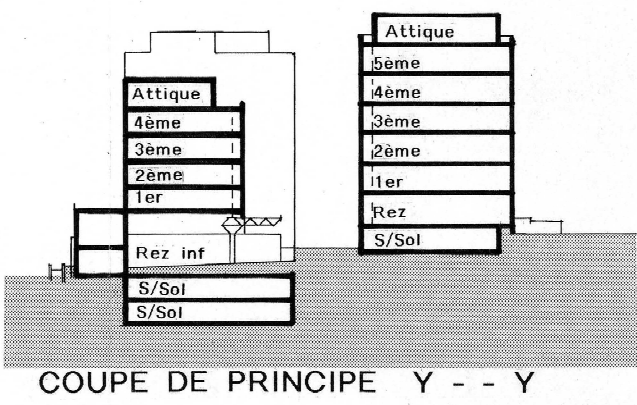 Attique
4ème
3ème
2ème
1er
Rez inf
S/Sol
S/Sol
Attique
5ème
4ème
3ème
2ème
1er
Rez
S/Sol
COUPE DE PRINCIPE Y - - Y